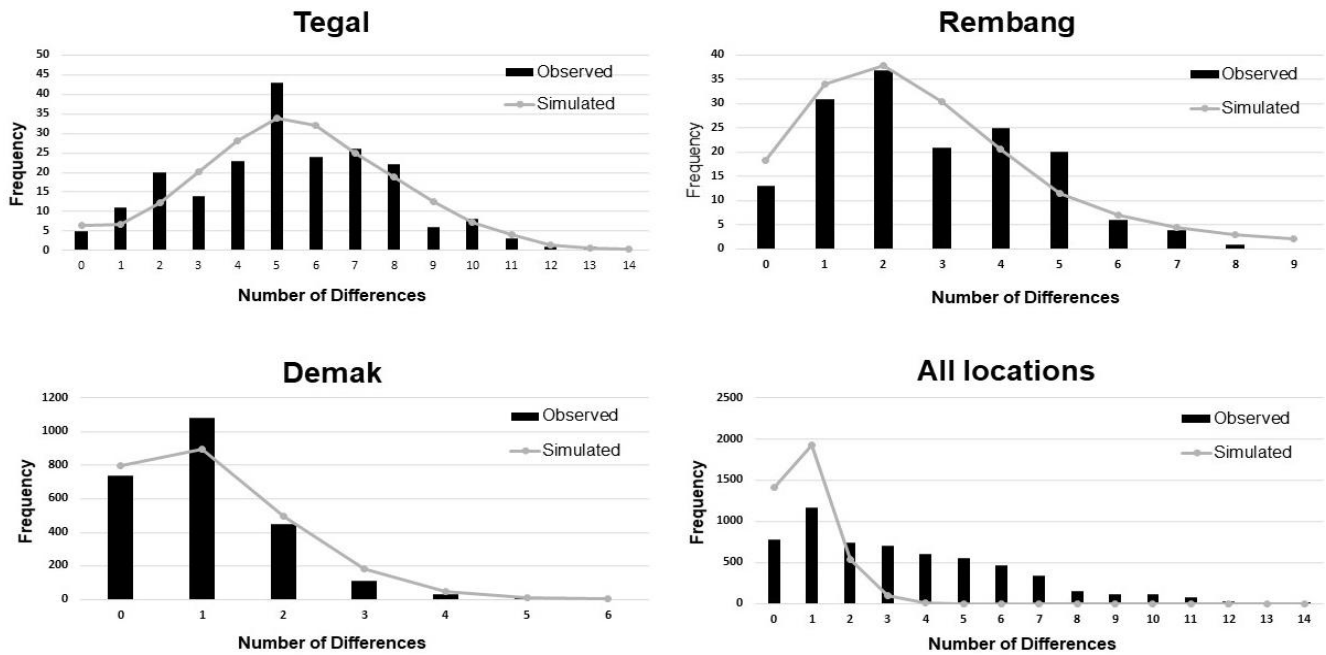 Tegal
50
45
40
35
30
25
20
15
10
5
0
Frequency
Observed
Simulated
0 1 2 3 4 5 6 7 8 9 10 11 12 13 14
Number of Differences
Rembang
40
35
30
25
20
15
10
5
0
Frequency
Observed
Simulated
0 1 2 3 4 5 6 7 8 9
Number of Differences
Demak
1200
1000
800
600
400
200
0
Frequency
Observed
Simulated
0 1 2 3 4 5 6
Number of Differences
All locations
2500
2000
1500
1000
500
0
Frequency
Observed
Simulated
0 1 2 3 4 5 6 7 8 9 10 11 12 13 14
Number of Differences